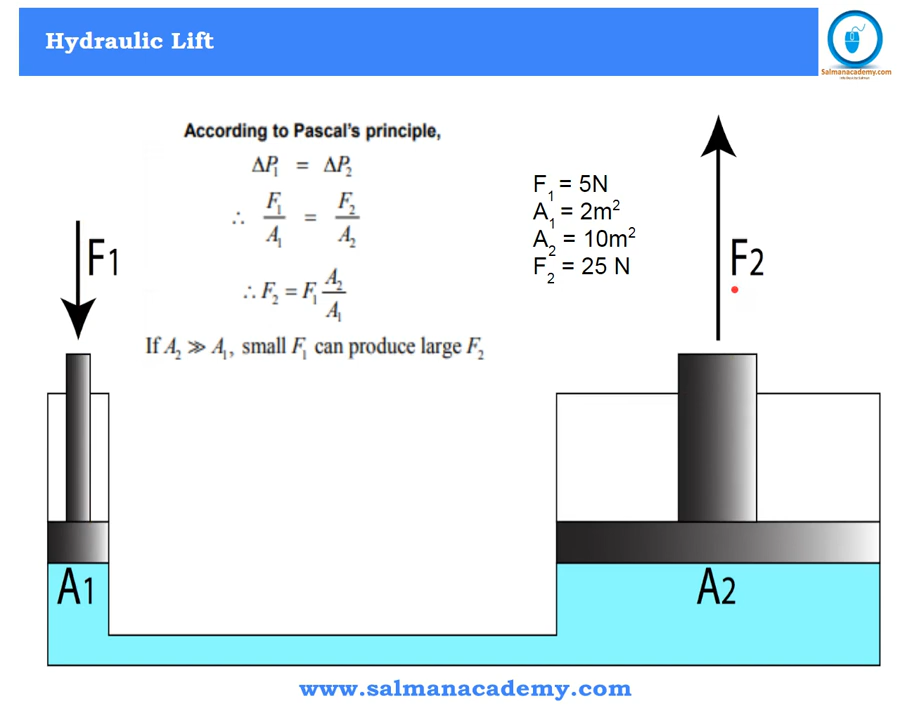 Hydraulic Lift
Salmanacademy.com
According to Pascal's principle,
ΔP₁ = ΔP₂
∴ F₁/A₁ = F₂/A₂
∴ F₂ = F₁ A₂/A₁
If A₂ ≫ A₁, small F₁ can produce large F₂
F₁ = 5N
A₁ = 2m²
A₂ = 10m²
F₂ = 25 N
F1
F2
A1
A2
www.salmanacademy.com